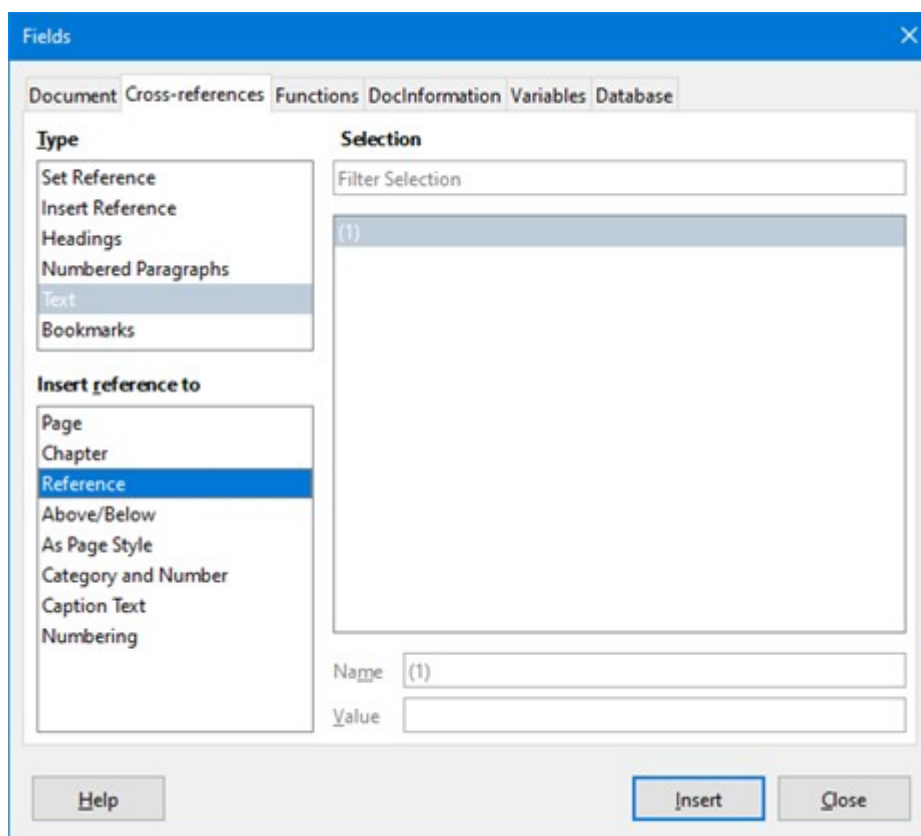 Fields
Document Cross-references Functions DocInformation Variables Database
Type
Set Reference
Insert Reference
Headings
Numbered Paragraphs
Text
Bookmarks
Insert reference to
Page
Chapter
Reference
Above/Below
As Page Style
Category and Number
Caption Text
Numbering
Selection
Filter Selection
(1)
Name (1)
Value
Help Insert Close